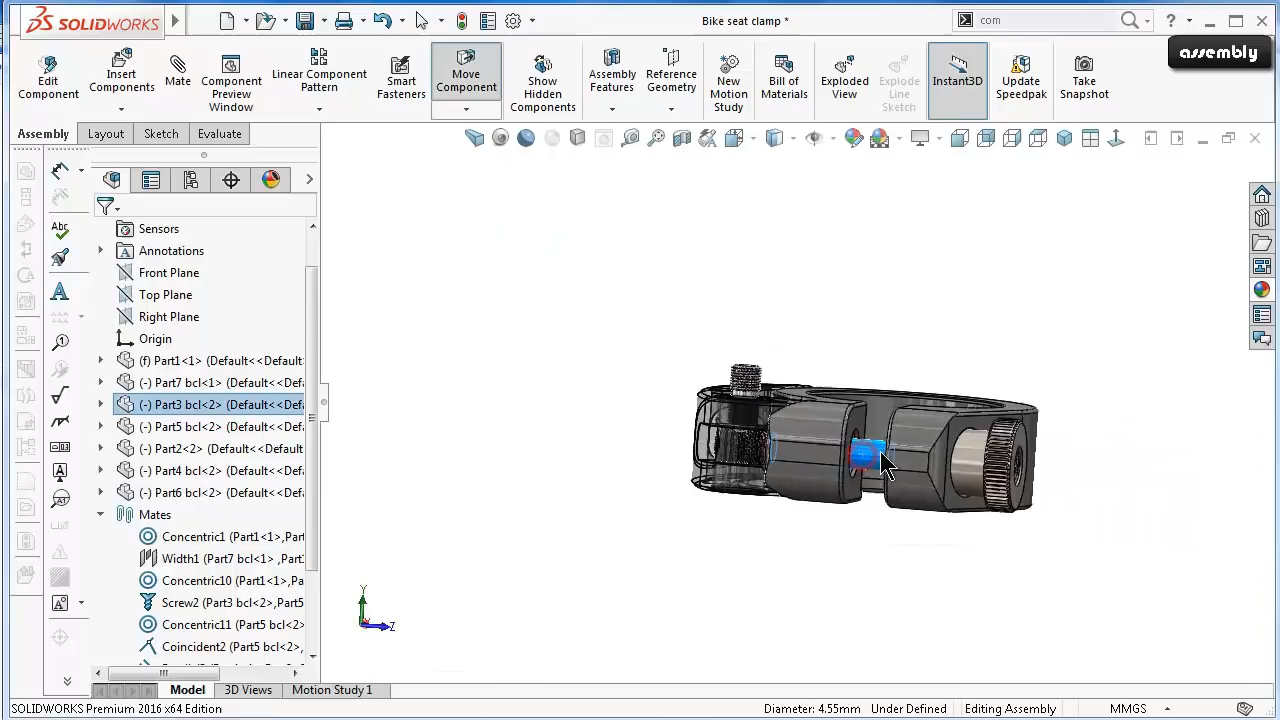 SOLIDWORKS
Bike seat clamp *
com
assembly
Edit Component
Insert Components
Mate
Component Preview Window
Linear Component Pattern
Smart Fasteners
Move Component
Show Hidden Components
Assembly Features
Reference Geometry
New Motion Study
Bill of Materials
Exploded View
Explode Line Sketch
Instant3D
Update Speedpak
Take Snapshot
Assembly
Layout
Sketch
Evaluate
Sensors
Annotations
Front Plane
Top Plane
Right Plane
Origin
(f) Part1<1> (Default<<Default
(-) Part7 bcl<1> (Default<<Defa
(-) Part3 bcl<2> (Default<<Defa
(-) Part5 bcl<2> (Default<<Defa
(-) Part2<2> (Default<<Default
(-) Part4 bcl<2> (Default<<Defa
(-) Part6 bcl<2> (Default<<Defa
Mates
Concentric1 (Part1<1>,Part
Width1 (Part7 bcl<1> ,Part
Concentric10 (Part1<1>,Pa
Screw2 (Part3 bcl<2>,Part5
Concentric11 (Part5 bcl<2>
Coincident2 (Part5 bcl<2>,
Y
Z
Model
3D Views
Motion Study 1
SOLIDWORKS Premium 2016 x64 Edition
Diameter: 4.55mm
Under Defined
Editing Assembly
MMGS